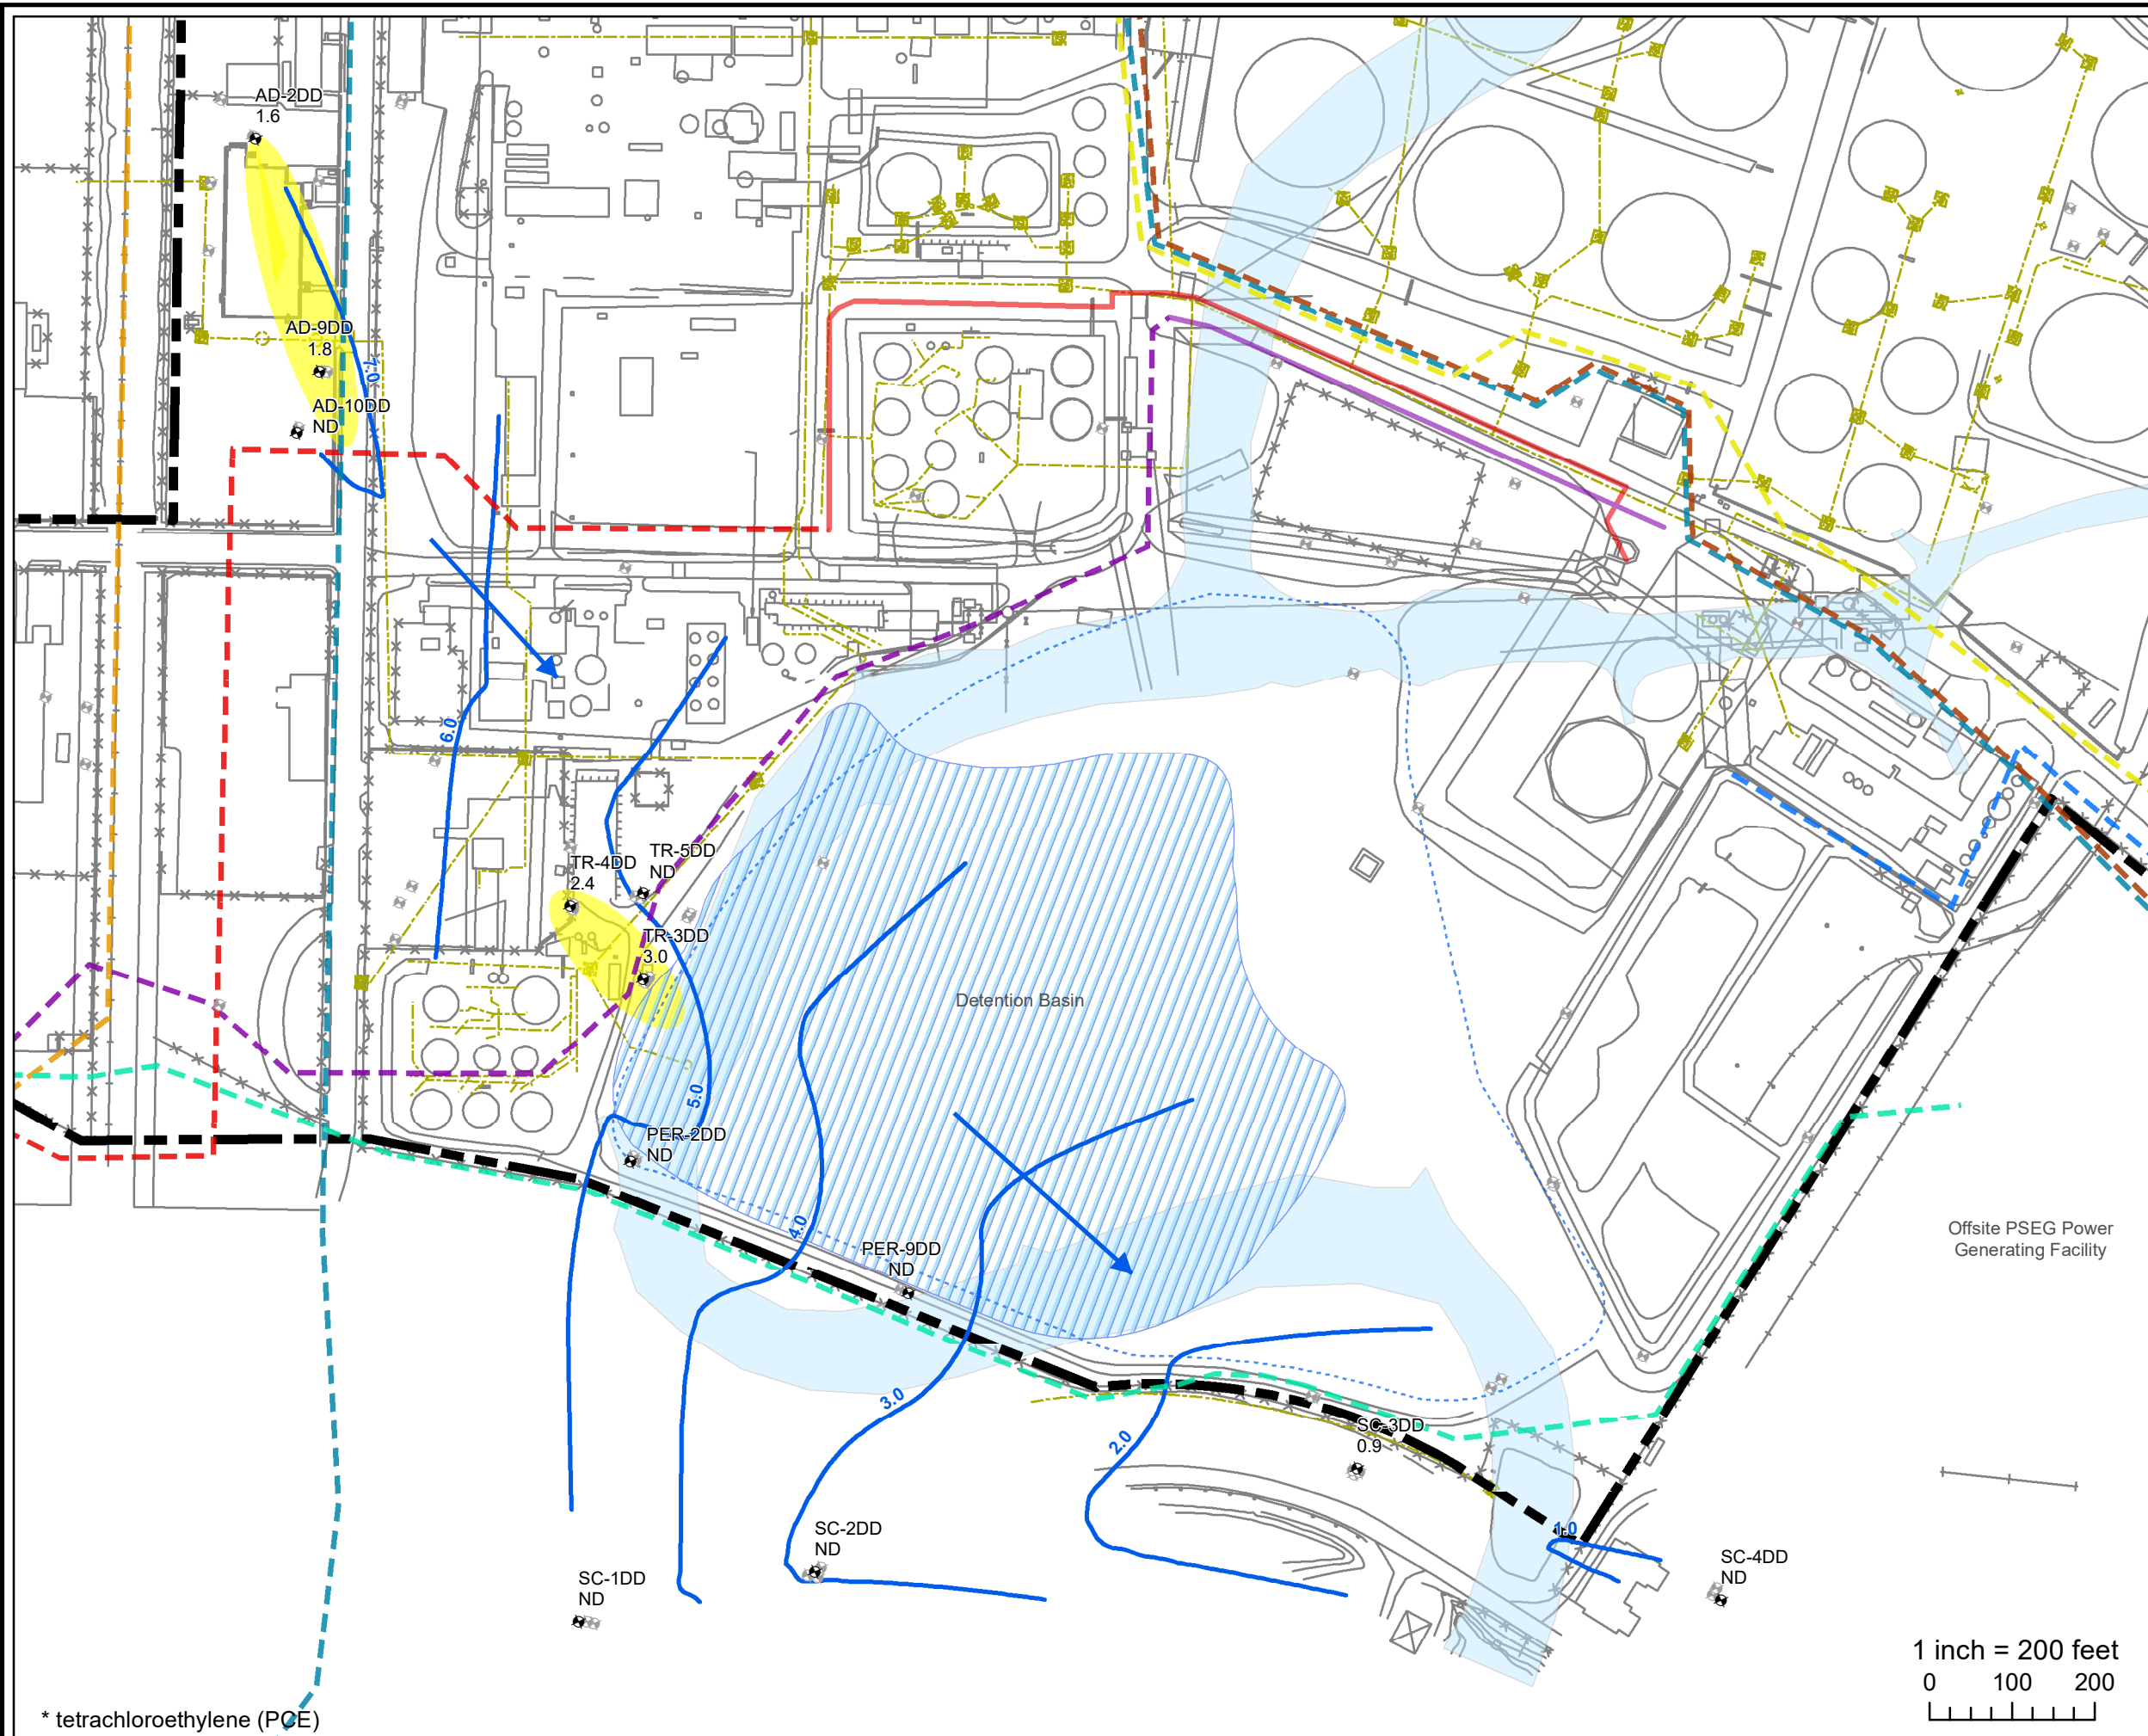 AD-2DD
1.6
AD-9DD
1.8
7.0
AD-10DD
ND
6.0
TR-5DD
ND
TR-4DD
2.4
TR-3DD
3.0
Detention Basin
5.0
PER-2DD
ND
4.0
PER-9DD
ND
Offsite PSEG Power
Generating Facility
3.0
2.0
SC-3DD
0.9
1.0
SC-2DD
ND
SC-4DD
ND
SC-1DD
ND
1 inch = 200 feet
0 100 200
* tetrachloroethylene (PCE)